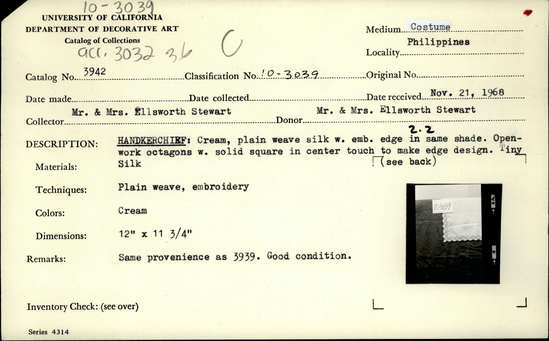 10-3039
UNIVERSITY OF CALIFORNIA
DEPARTMENT OF DECORATIVE ART
Catalog of Collections
acc. 3032 36 C
Medium Costume
Philippines
Locality
Catalog No. 3942 Classification No. 10-3039 Original No.
Date made Date collected Date received Nov. 21, 1968
Mr. & Mrs. Ellsworth Stewart Mr. & Mrs. Ellsworth Stewart
Collector Donor
2.2
DESCRIPTION: HANDKERCHIEF: Cream, plain weave silk w. emb. edge in same shade. Open-
work octagons w. solid square in center touch to make edge design. Tiny
Materials: Silk (see back)
Techniques: Plain weave, embroidery
Colors: Cream
Dimensions: 12" x 11 3/4"
Remarks: Same provenience as 3939. Good condition.
Inventory Check: (see over)
Series 4314